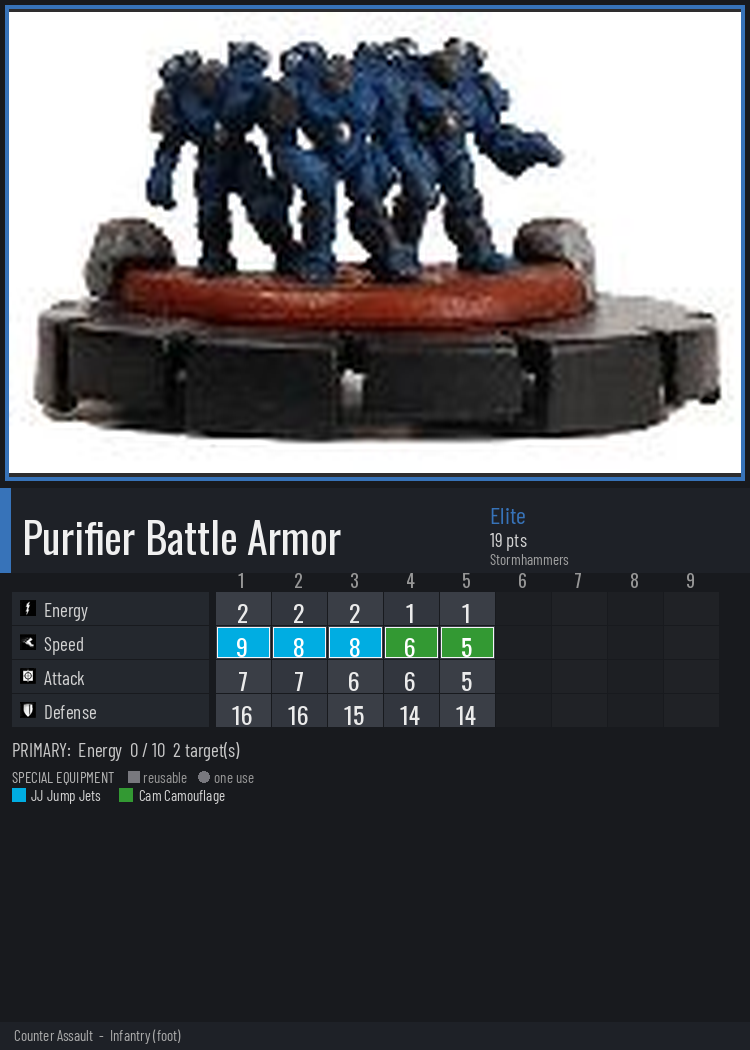 Purifier Battle Armor
Elite
19 pts
Stormhammers
1 2 3 4 5 6 7 8 9
Energy 2 2 2 1 1
Speed 9 8 8 6 5
Attack 7 7 6 6 5
Defense 16 16 15 14 14
PRIMARY: Energy 0 / 10 2 target(s)
SPECIAL EQUIPMENT reusable one use
JJ Jump Jets Cam Camouflage
Counter Assault - Infantry (foot)